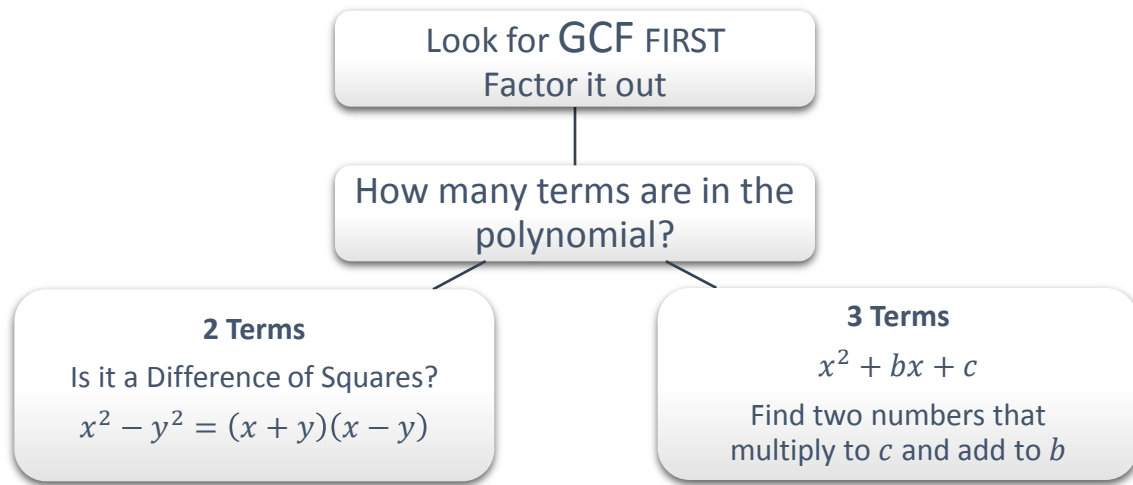 Look for GCF FIRST
Factor it out
How many terms are in the
polynomial?
2 Terms
Is it a Difference of Squares?
x² − y² = (x + y)(x − y)
3 Terms
x² + bx + c
Find two numbers that
multiply to c and add to b